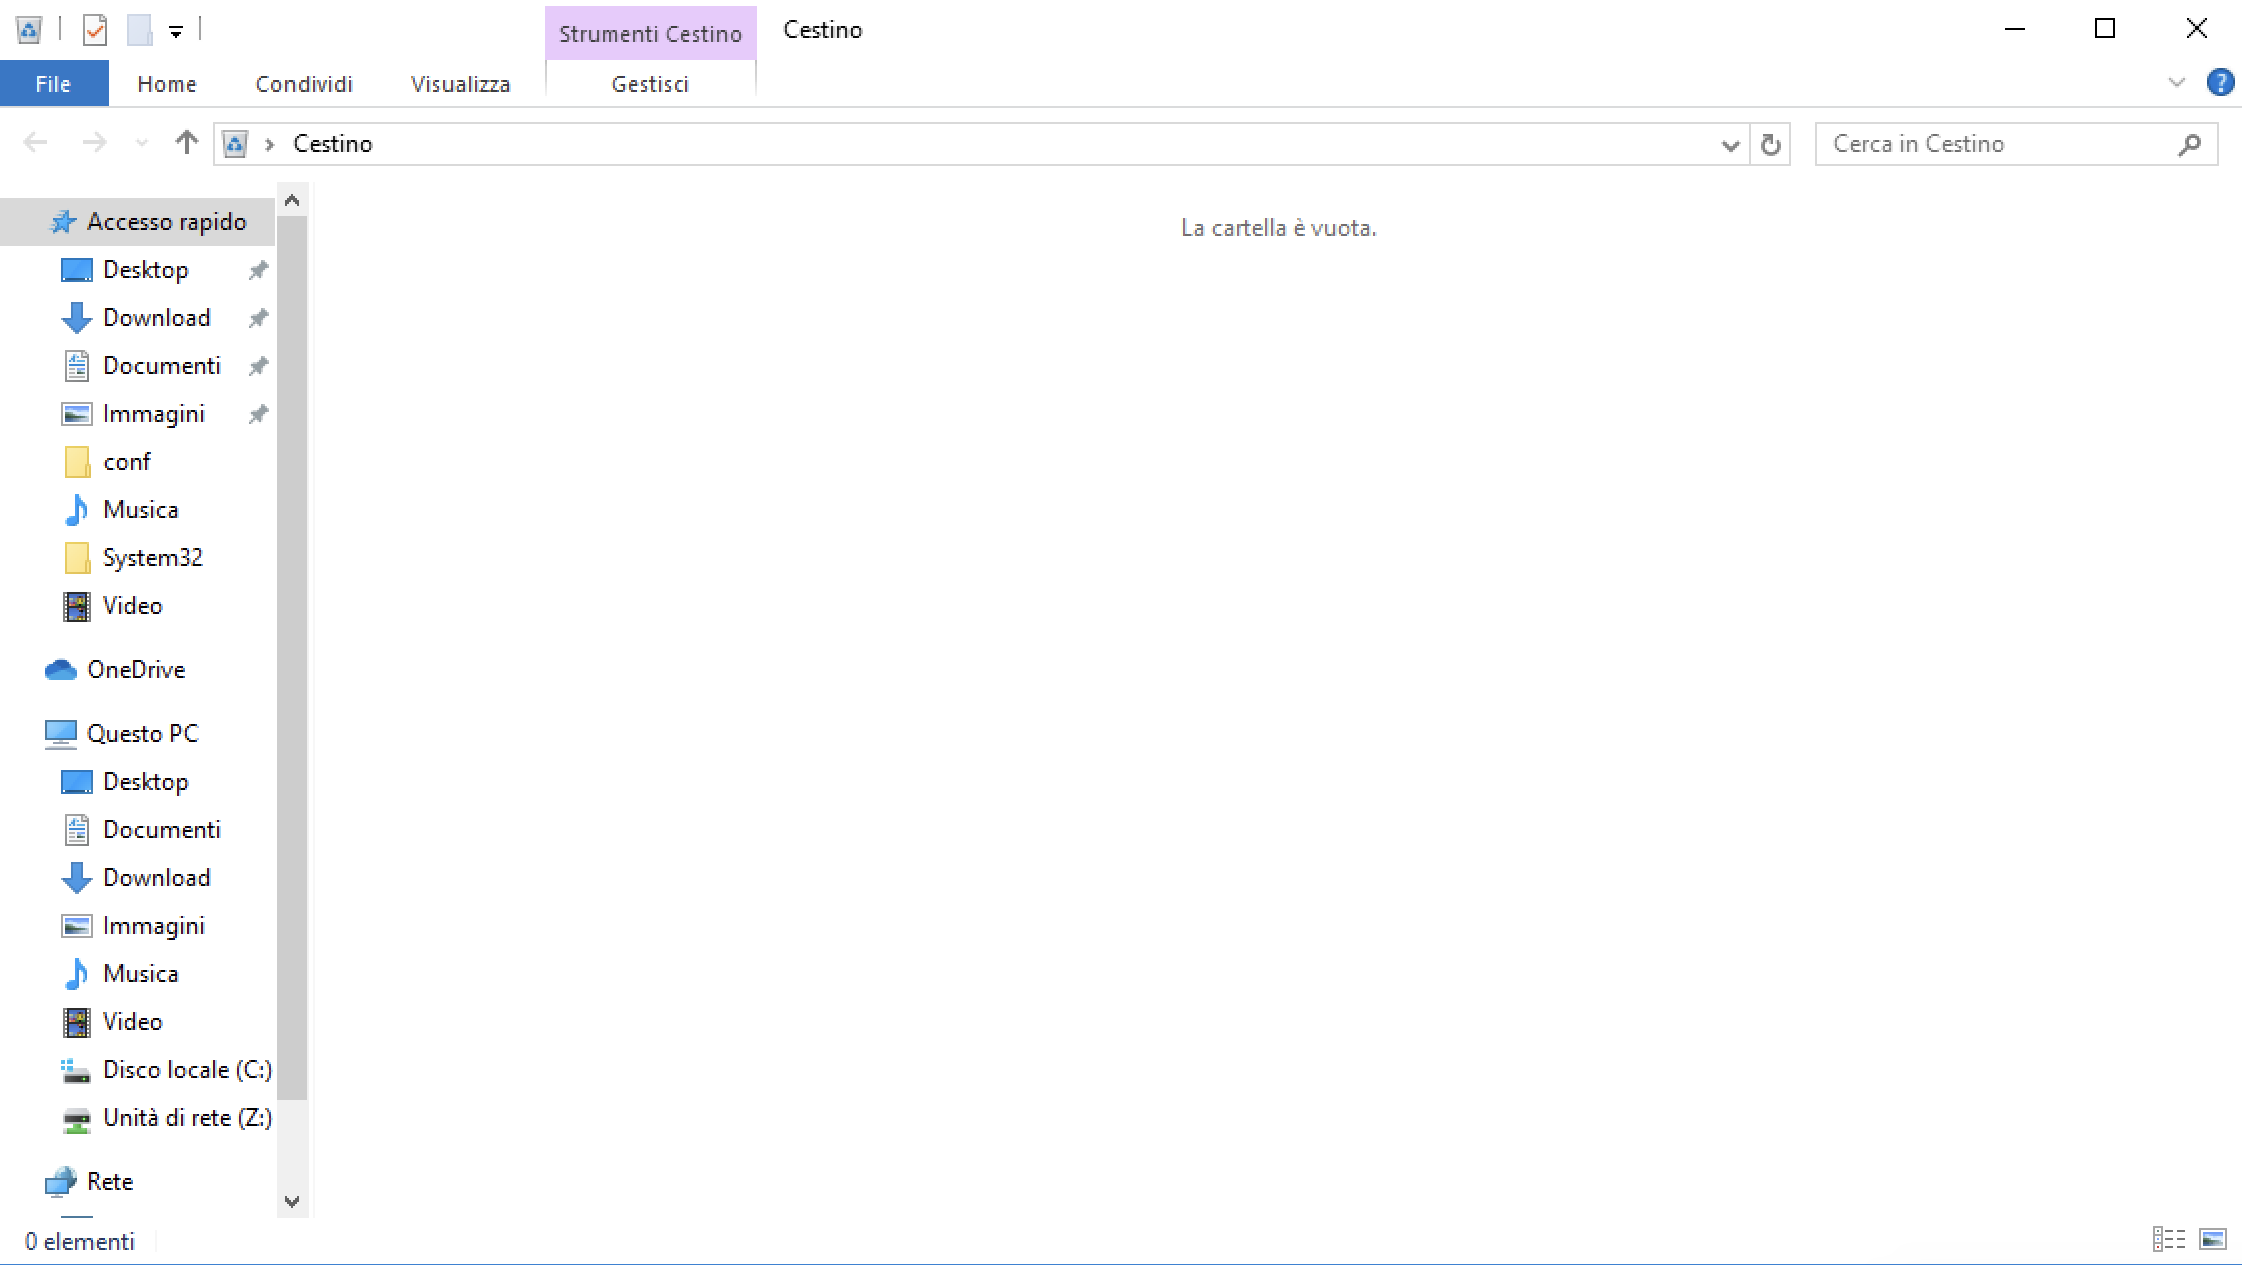 Strumenti Cestino
Cestino
File
Home
Condividi
Visualizza
Gestisci
Cestino
Cerca in Cestino
Accesso rapido
Desktop
Download
Documenti
Immagini
conf
Musica
System32
Video
OneDrive
Questo PC
Desktop
Documenti
Download
Immagini
Musica
Video
Disco locale (C:)
Unità di rete (Z:)
Rete
La cartella è vuota.
0 elementi